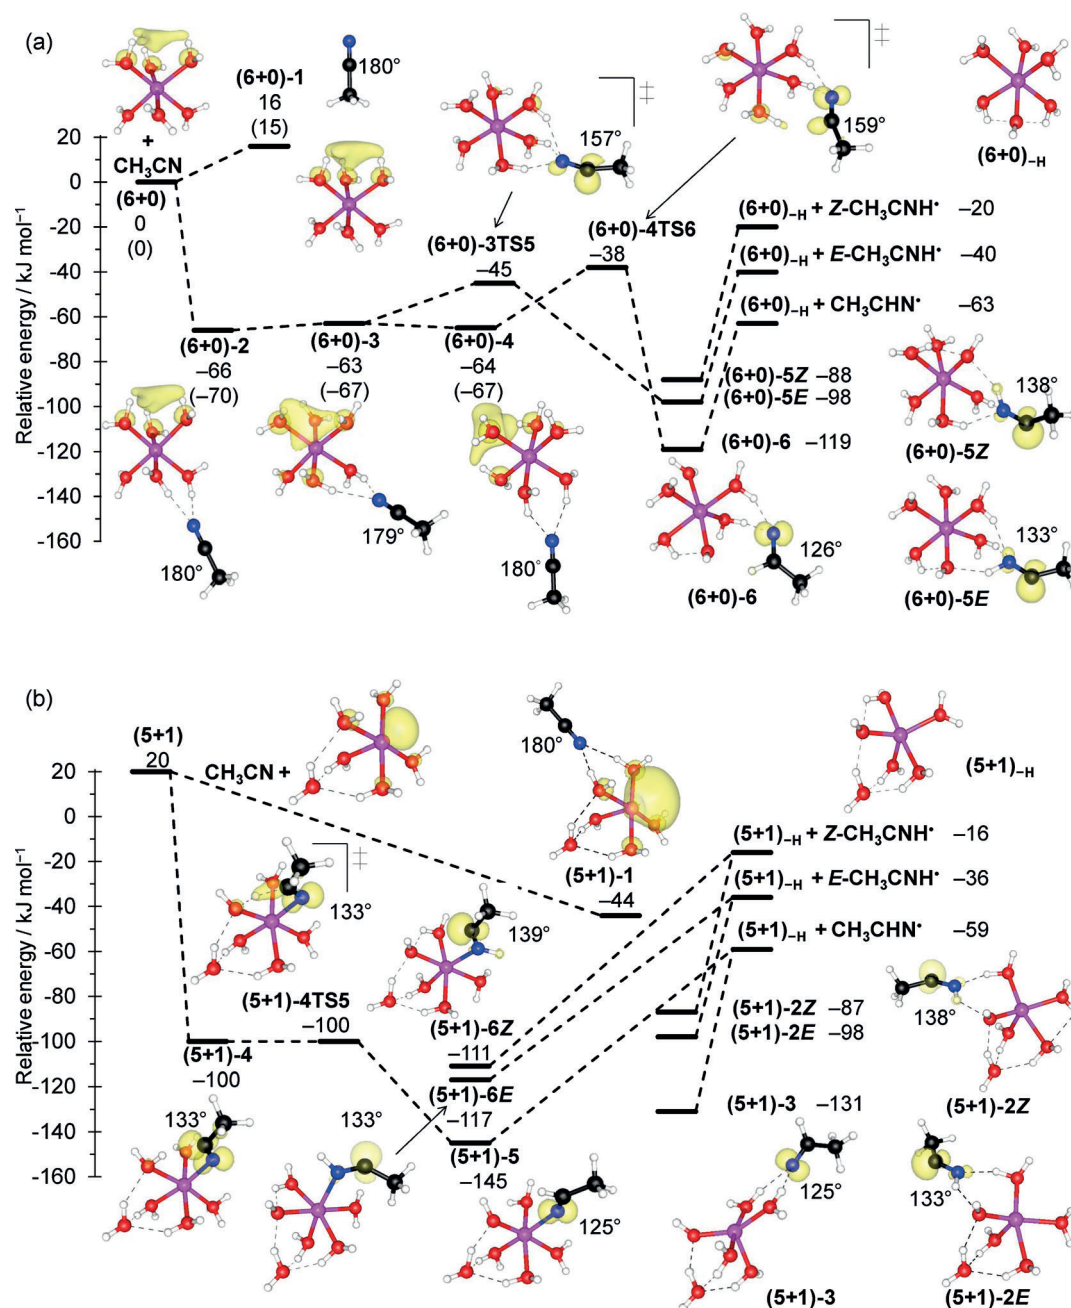 (a)
(6+0)-1
16
(15)
180°
‡
‡
157°
159°
(6+0)₋H
+
CH₃CN
(6+0)
0
(0)
(6+0)-3TS5
–45
(6+0)-4TS6
–38
(6+0)₋H + Z-CH₃CNH• –20
(6+0)₋H + E-CH₃CNH• –40
(6+0)₋H + CH₃CHN• –63
Relative energy / kJ mol⁻¹
20
0
-20
-40
-60
-80
-100
-120
-140
-160
(6+0)-2
–66
(–70)
(6+0)-3
–63
(–67)
(6+0)-4
–64
(–67)
(6+0)-5Z –88
(6+0)-5E –98
(6+0)-6 –119
138°
(6+0)-5Z
180°
179°
180°
126°
(6+0)-6
133°
(6+0)-5E
(b)
(5+1)
20
CH₃CN +
180°
(5+1)-1
–44
(5+1)₋H
(5+1)₋H + Z-CH₃CNH• –16
(5+1)₋H + E-CH₃CNH• –36
(5+1)₋H + CH₃CHN• –59
Relative energy / kJ mol⁻¹
20
0
-20
-40
-60
-80
-100
-120
-140
-160
‡
133°
(5+1)-4TS5
–100
139°
(5+1)-6Z
–111
(5+1)-4
–100
(5+1)-6E
–117
(5+1)-5
–145
(5+1)-2Z –87
(5+1)-2E –98
(5+1)-3 –131
138°
(5+1)-2Z
133°
133°
125°
125°
(5+1)-3
133°
(5+1)-2E